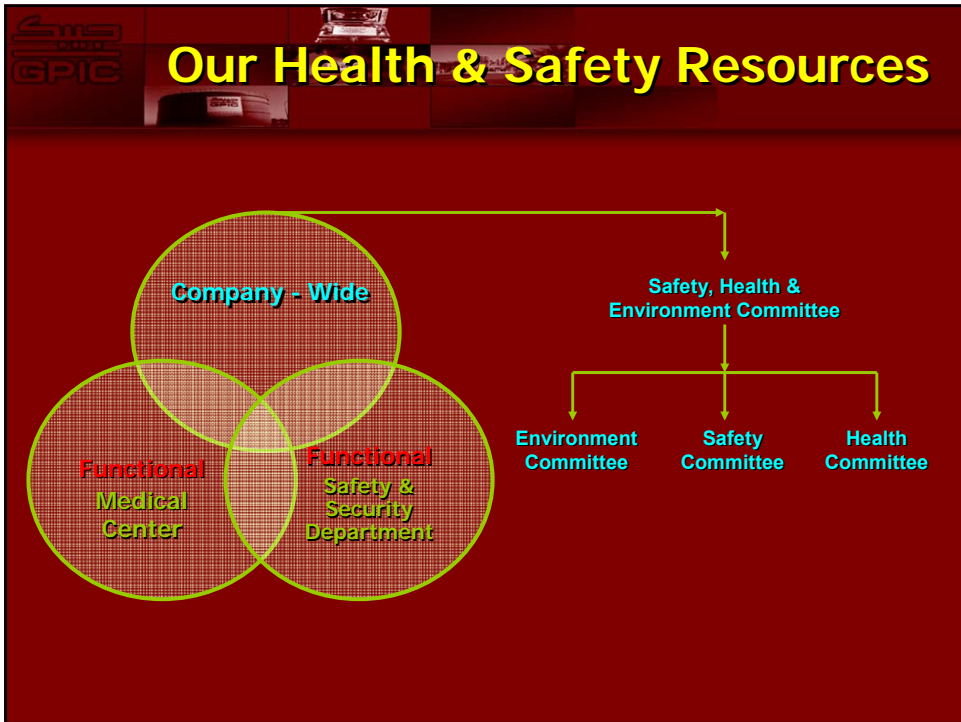 جيبك
GPIC
Our Health & Safety Resources
Company - Wide
Functional
Medical
Center
Functional
Safety &
Security
Department
Safety, Health &
Environment Committee
Environment
Committee
Safety
Committee
Health
Committee